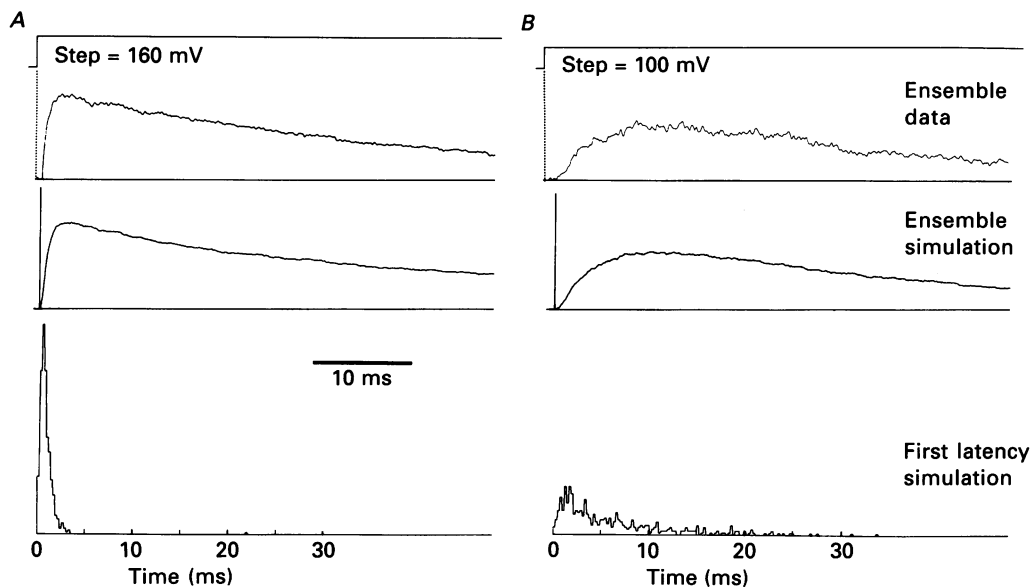 A
Step = 160 mV
B
Step = 100 mV
Ensemble
data
Ensemble
simulation
10 ms
First latency
simulation
0 10 20 30
Time (ms)
0 10 20 30
Time (ms)